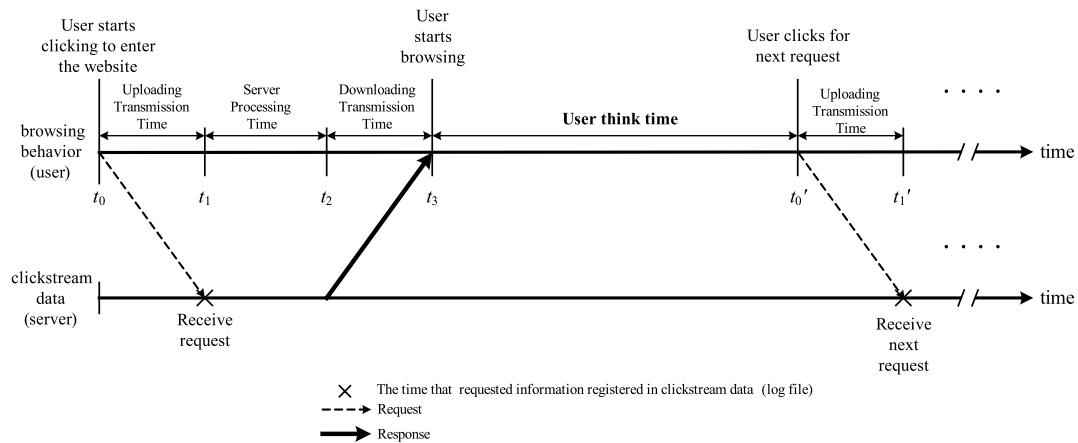 User starts
clicking to enter
the website
User
starts
browsing
User clicks for
next request
Uploading
Transmission
Time
Server
Processing
Time
Downloading
Transmission
Time
User think time
Uploading
Transmission
Time
. . . .
browsing
behavior
(user)
time
t0
t1
t2
t3
t0′
t1′
. . . .
clickstream
data
(server)
time
Receive
request
Receive
next
request
The time that requested information registered in clickstream data (log file)
Request
Response